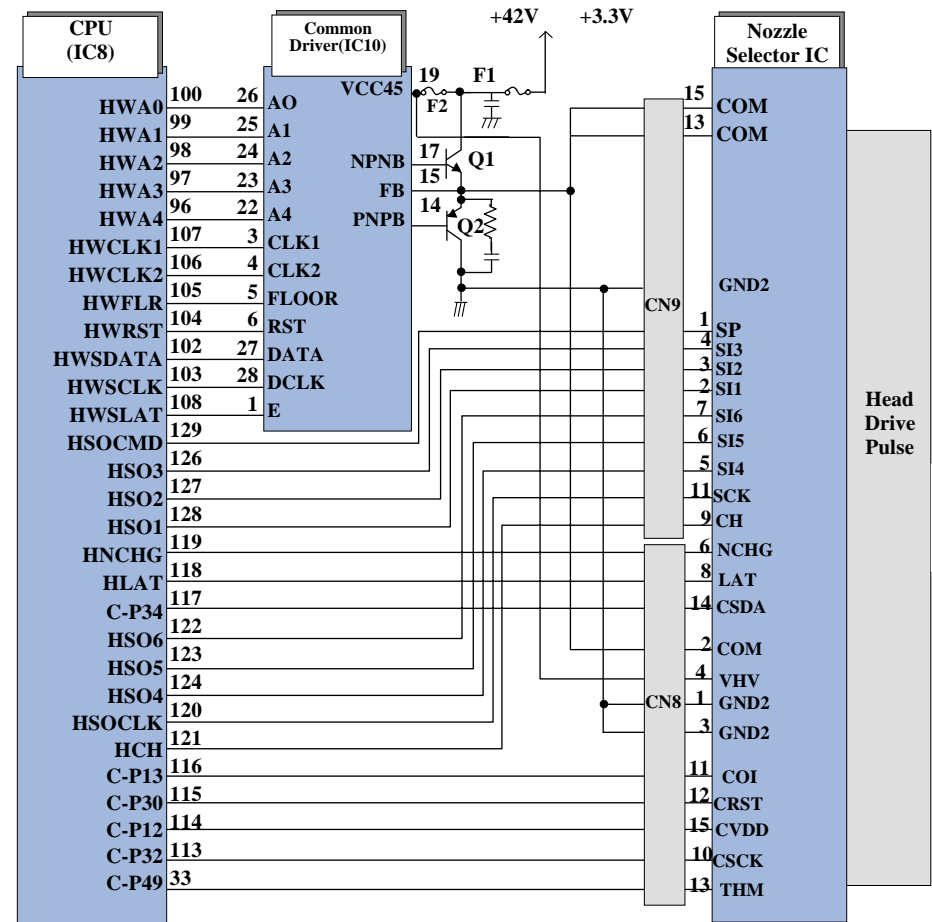 CPU
(IC8)
Common
Driver(IC10)
+42V
+3.3V
Nozzle
Selector IC
HWA0 100
HWA1 99
HWA2 98
HWA3 97
HWA4 96
HWCLK1 107
HWCLK2 106
HWFLR 105
HWRST 104
HWSDATA 102
HWSCLK 103
HWSLAT 108
HSOCMD 129
HSO3 126
HSO2 127
HSO1 128
HNCHG 119
HLAT 118
C-P34 117
HSO6 122
HSO5 123
HSO4 124
HSOCLK 120
HCH 121
C-P13 116
C-P30 115
C-P12 114
C-P32 113
C-P49 33
26 AO
25 A1
24 A2
23 A3
22 A4
3 CLK1
4 CLK2
5 FLOOR
6 RST
27 DATA
28 DCLK
1 E
VCC45 19
F2
F1
NPNB 17
Q1
FB 15
PNPB 14
Q2
CN9
CN8
15 COM
13 COM
GND2
1 SP
4 SI3
3 SI2
2 SI1
7 SI6
6 SI5
5 SI4
11 SCK
9 CH
6 NCHG
8 LAT
14 CSDA
2 COM
4 VHV
1 GND2
3 GND2
11 COI
12 CRST
15 CVDD
10 CSCK
13 THM
Head
Drive
Pulse